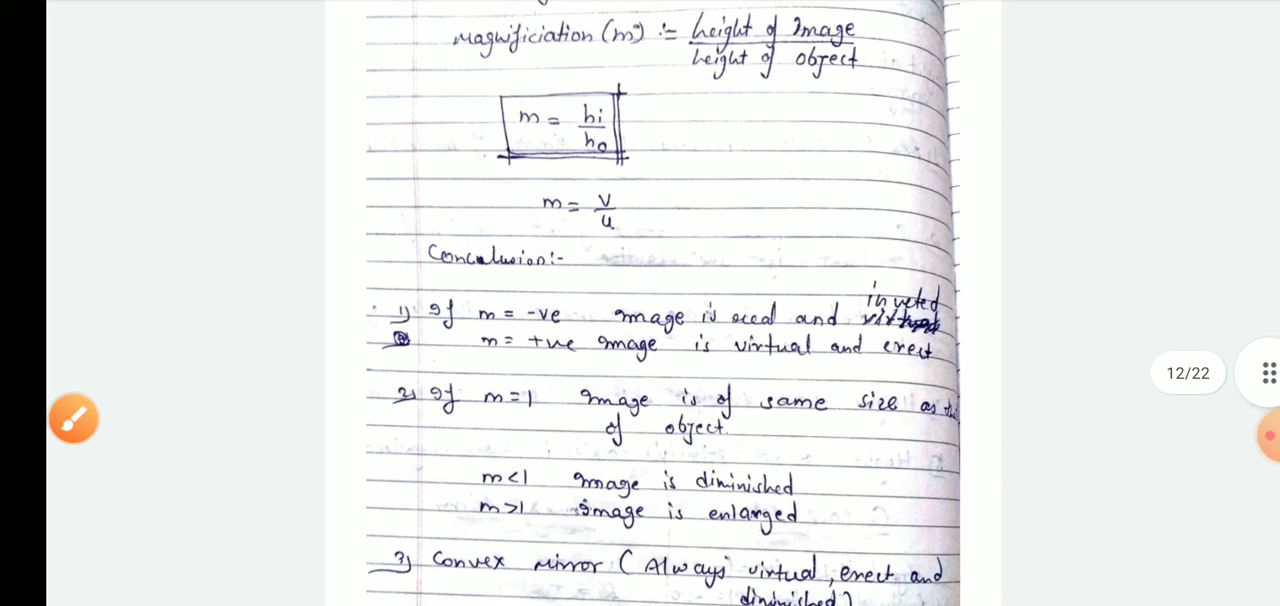 Magnificiation (m) :- height of Image
height of object
m = hi
ho
m = v
u
Conculusion:-
1) If m = -ve Image is real and inveted
m = +ve Image is virtual and erect
2) If m=1 Image is of same size as
of object.
m<1 Image is diminished
m>1 image is enlarged
3) Convex mirror ( Always virtual, erect and
diminished)
12/22